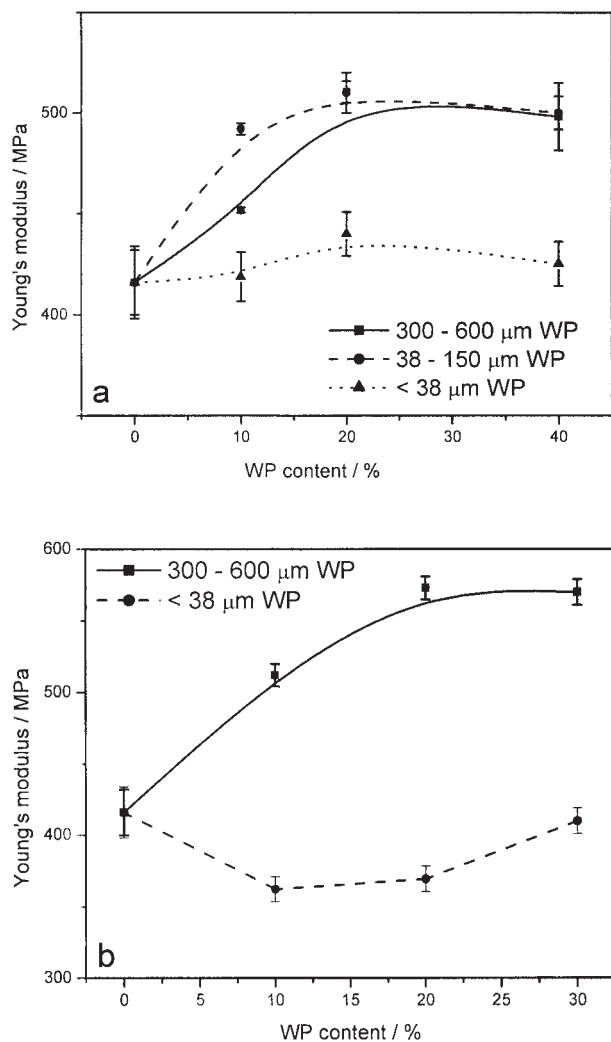 500
400
Young's modulus / MPa
300 - 600 μm WP
38 - 150 μm WP
< 38 μm WP
a
0
10
20
30
40
WP content / %
600
500
400
300
Young's modulus / MPa
300 - 600 μm WP
< 38 μm WP
b
0
5
10
15
20
25
30
WP content / %